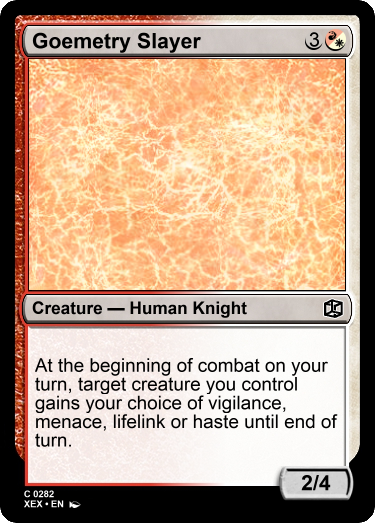 Goemetry Slayer 3
Creature — Human Knight
At the beginning of combat on your
turn, target creature you control
gains your choice of vigilance,
menace, lifelink or haste until end of
turn.
2/4
C 0282
XEX • EN